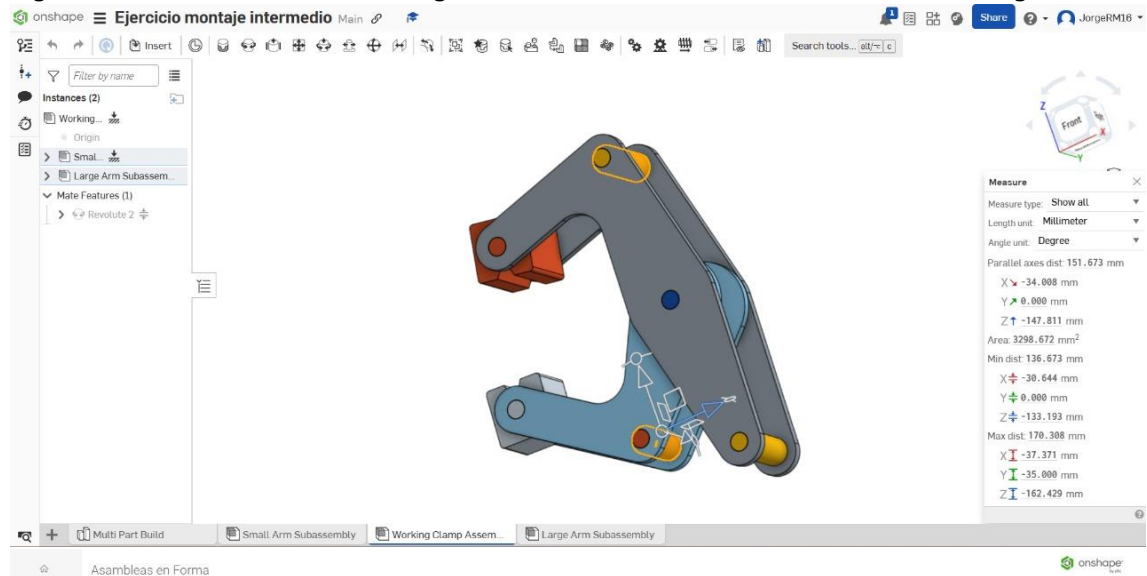 onshape Ejercicio montaje intermedio Main Share JorgeRM16
Insert Search tools... alt/⌥ c
Filter by name
Instances (2)
Working...
Origin
Smal...
Large Arm Subassem...
Mate Features (1)
Revolute 2
Z Front X Y
Measure
Measure type: Show all
Length unit: Millimeter
Angle unit: Degree
Parallel axes dist: 151.673 mm
X -34.008 mm
Y 0.000 mm
Z -147.811 mm
Area: 3298.672 mm²
Min dist: 136.673 mm
X -30.644 mm
Y 0.000 mm
Z -133.193 mm
Max dist: 170.308 mm
X -37.371 mm
Y -35.000 mm
Z -162.429 mm
Multi Part Build Small Arm Subassembly Working Clamp Assem... Large Arm Subassembly
Asambleas en Forma onshape